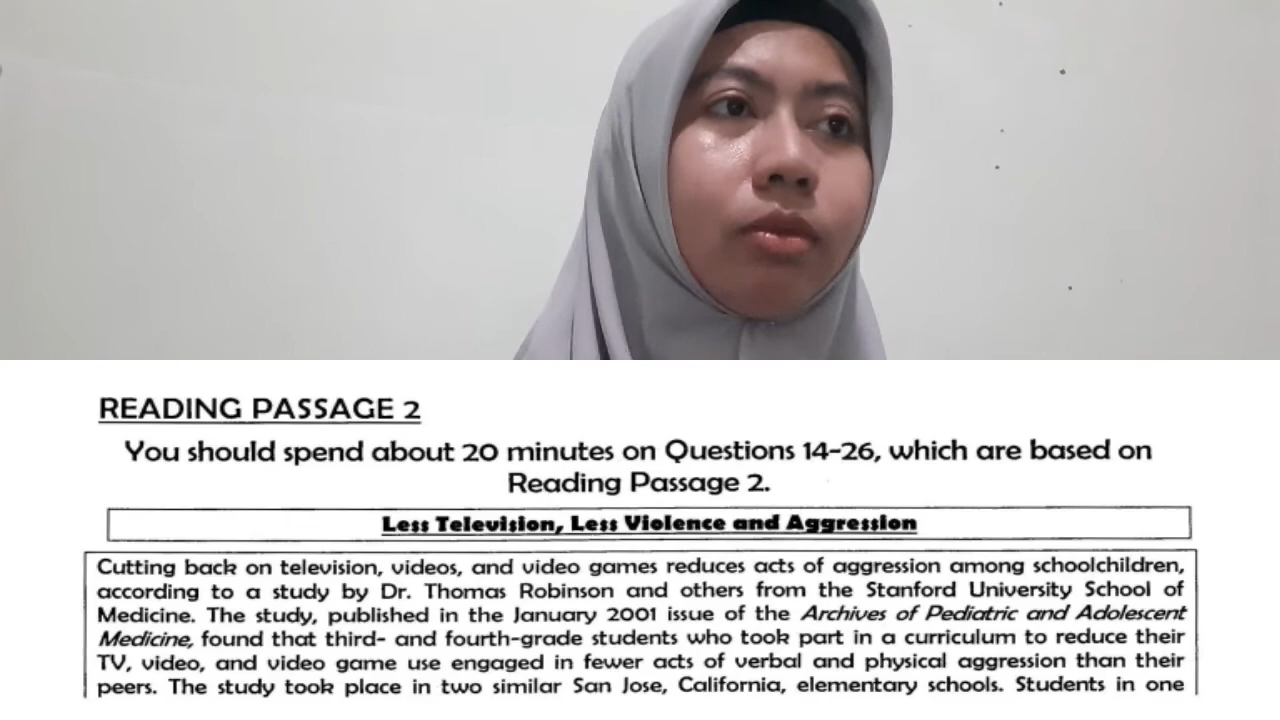 READING PASSAGE 2
You should spend about 20 minutes on Questions 14-26, which are based on
Reading Passage 2.
Less Television, Less Violence and Aggression
Cutting back on television, videos, and video games reduces acts of aggression among schoolchildren,
according to a study by Dr. Thomas Robinson and others from the Stanford University School of
Medicine. The study, published in the January 2001 issue of the Archives of Pediatric and Adolescent
Medicine, found that third- and fourth-grade students who took part in a curriculum to reduce their
TV, video, and video game use engaged in fewer acts of verbal and physical aggression than their
peers. The study took place in two similar San Jose, California, elementary schools. Students in one